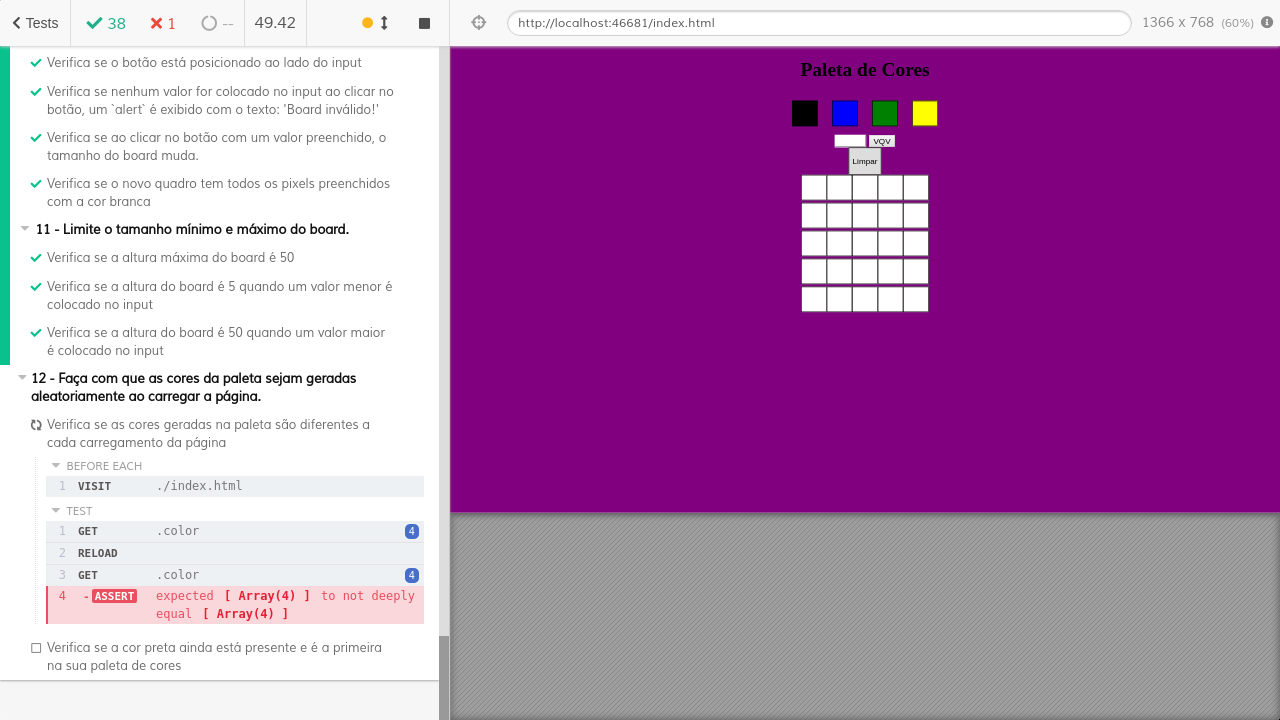 Tests
38
1
--
49.42
http://localhost:46681/index.html
1366 x 768 (60%)
Verifica se o botão está posicionado ao lado do input
Verifica se nenhum valor for colocado no input ao clicar no
botão, um `alert` é exibido com o texto: 'Board inválido!'
Verifica se ao clicar no botão com um valor preenchido, o
tamanho do board muda.
Verifica se o novo quadro tem todos os pixels preenchidos
com a cor branca
11 - Limite o tamanho mínimo e máximo do board.
Verifica se a altura máxima do board é 50
Verifica se a altura do board é 5 quando um valor menor é
colocado no input
Verifica se a altura do board é 50 quando um valor maior
é colocado no input
12 - Faça com que as cores da paleta sejam geradas
aleatoriamente ao carregar a página.
Verifica se as cores geradas na paleta são diferentes a
cada carregamento da página
BEFORE EACH
1 VISIT ./index.html
TEST
1 GET .color 4
2 RELOAD
3 GET .color 4
4 -ASSERT expected [ Array(4) ] to not deeply
equal [ Array(4) ]
Verifica se a cor preta ainda está presente e é a primeira
na sua paleta de cores
Paleta de Cores
VQV
Limpar